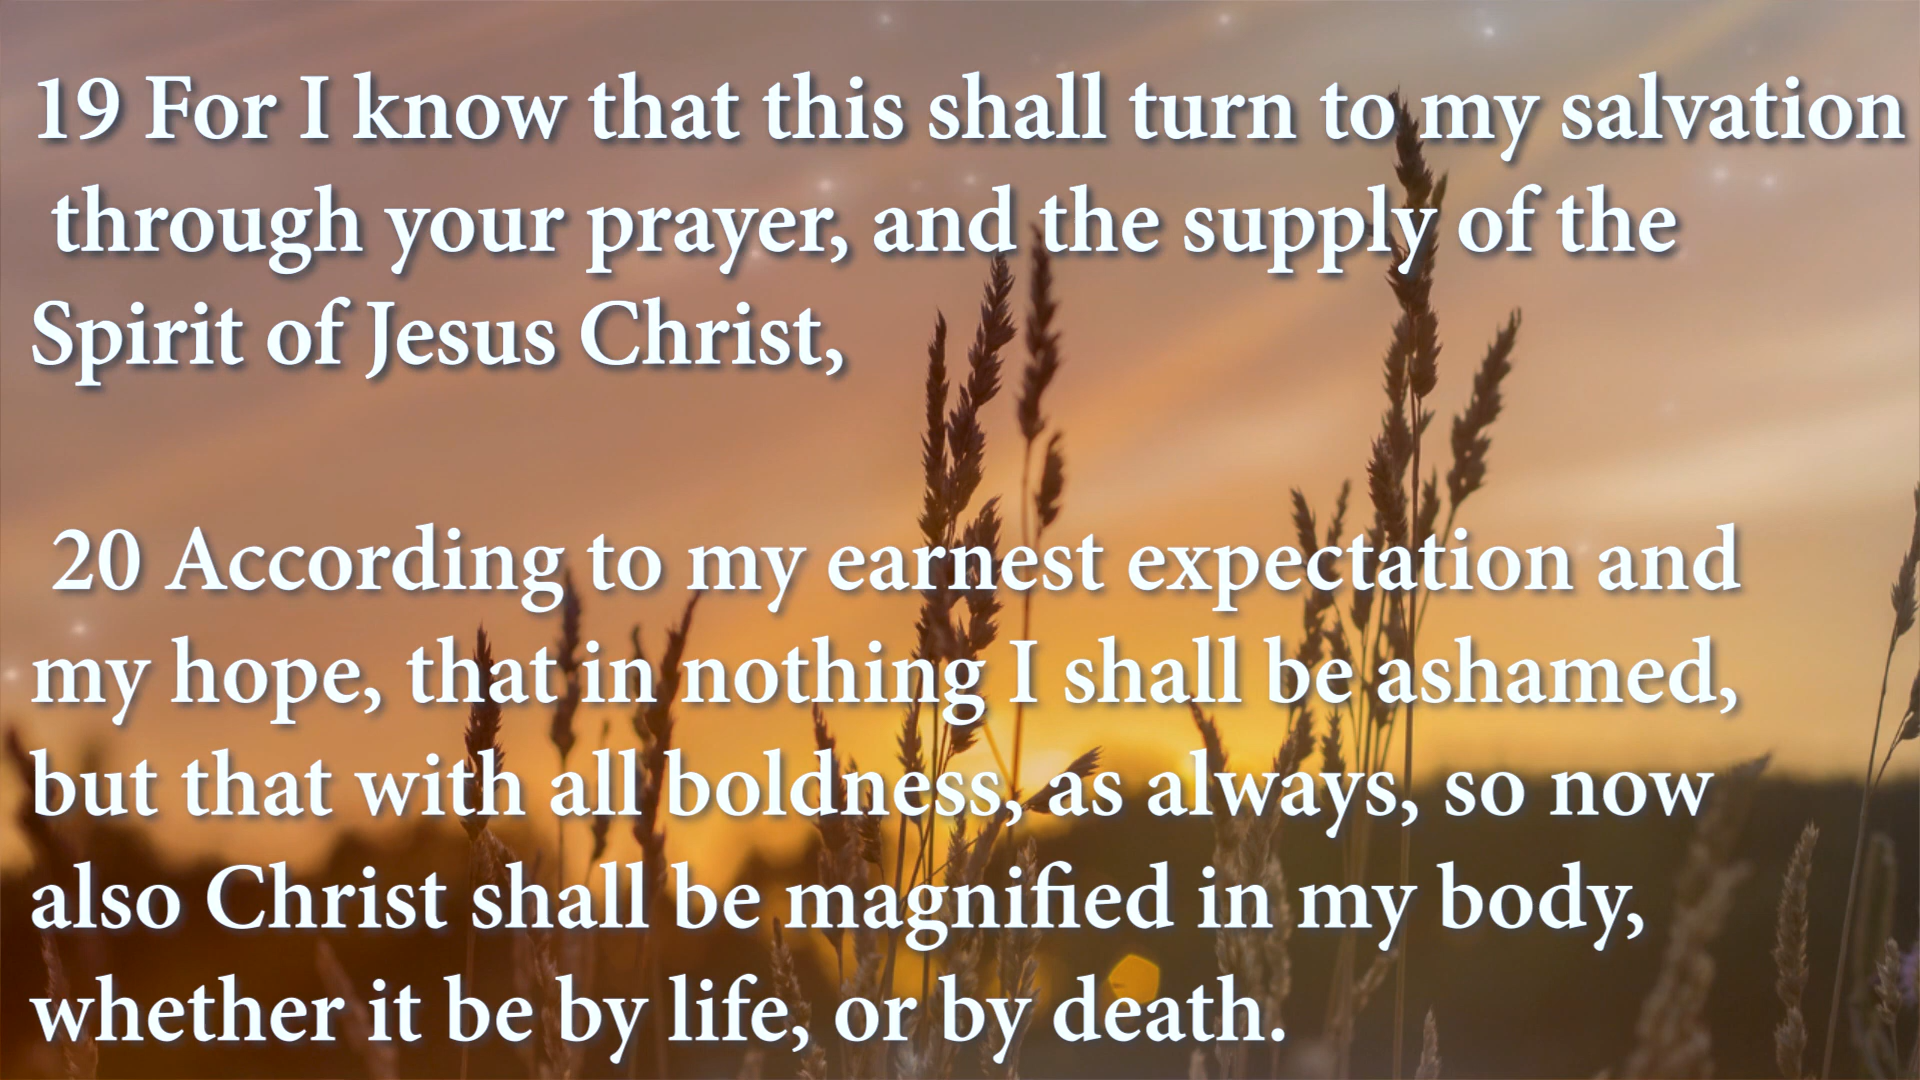 19 For I know that this shall turn to my salvation
through your prayer, and the supply of the
Spirit of Jesus Christ,
20 According to my earnest expectation and
my hope, that in nothing I shall be ashamed,
but that with all boldness, as always, so now
also Christ shall be magnified in my body,
whether it be by life, or by death.